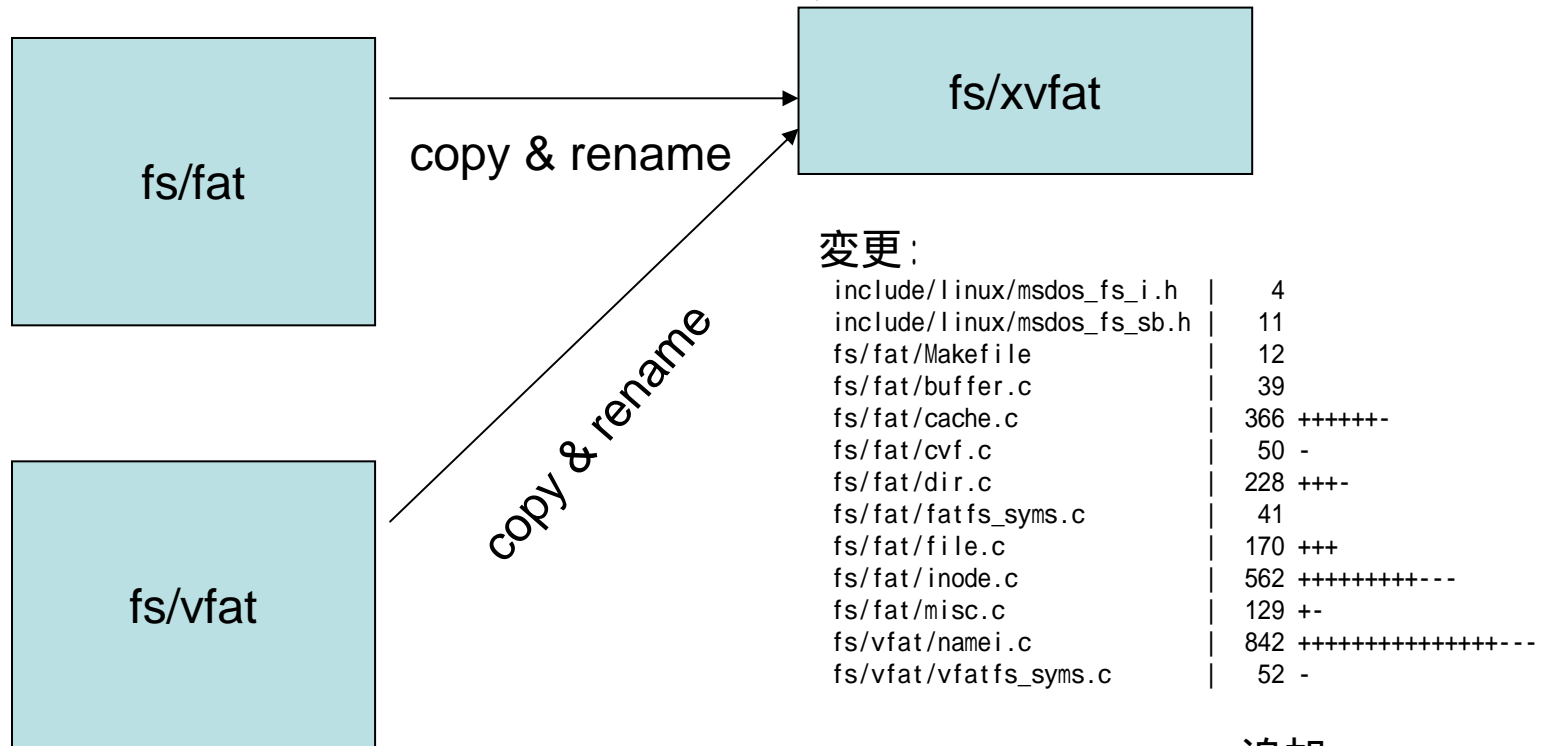 fs/fat
copy & rename
fs/xvfat
copy & rename
fs/vfat
変更:
include/linux/msdos_fs_i.h | 4
include/linux/msdos_fs_sb.h | 11
fs/fat/Makefile | 12
fs/fat/buffer.c | 39
fs/fat/cache.c | 366 ++++++-
fs/fat/cvf.c | 50 -
fs/fat/dir.c | 228 +++-
fs/fat/fatfs_syms.c | 41
fs/fat/file.c | 170 +++
fs/fat/inode.c | 562 +++++++++---
fs/fat/misc.c | 129 +-
fs/vfat/namei.c | 842 +++++++++++++++---
fs/vfat/vfatfs_syms.c | 52 -